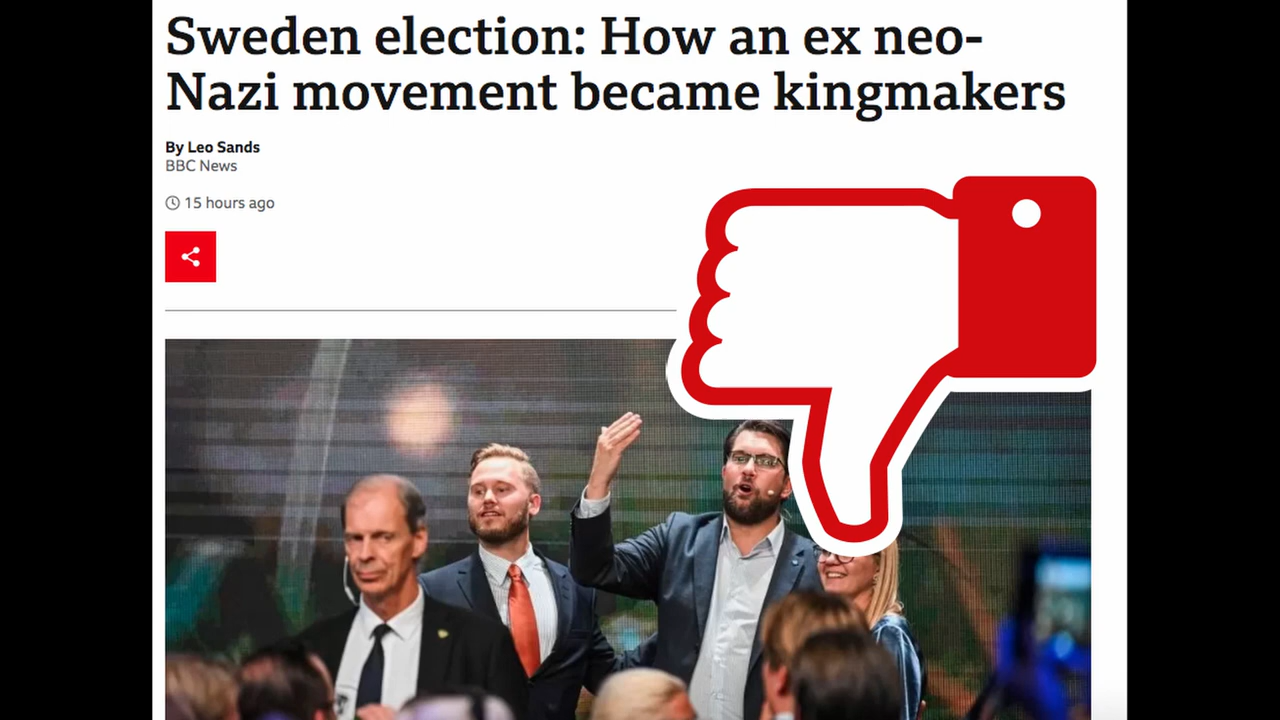 Sweden election: How an ex neo-
Nazi movement became kingmakers
By Leo Sands
BBC News
15 hours ago